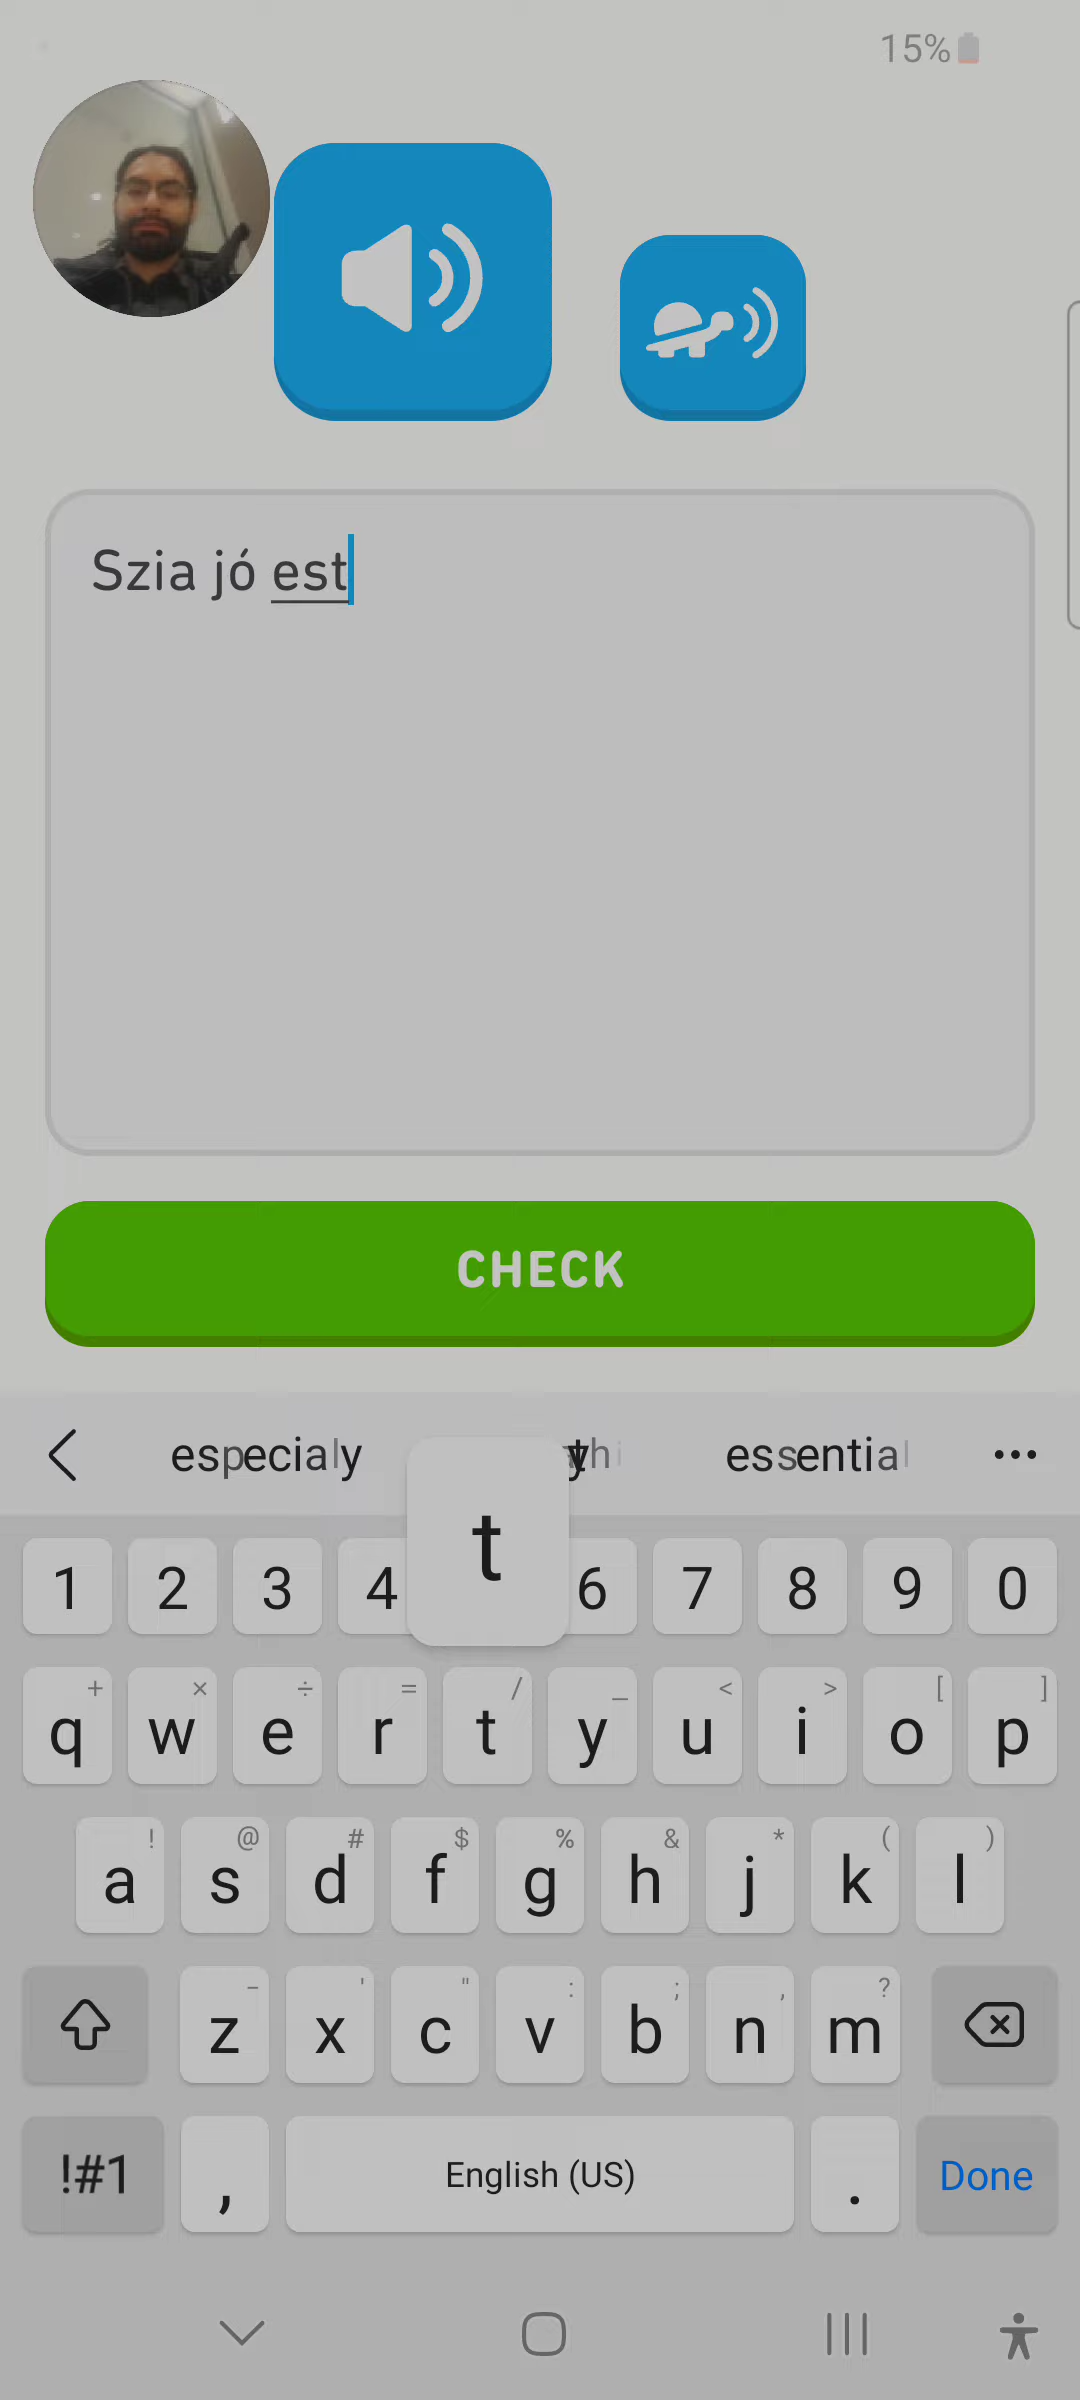 15%
Szia jó est
CHECK
especialy
essential
t
1 2 3 4 6 7 8 9 0
+ × ÷ = / _ < > [ ]
q w e r t y u i o p
! @ # $ % & * ( )
a s d f g h j k l
- ' " : ; , ?
z x c v b n m
!#1 , English (US) . Done